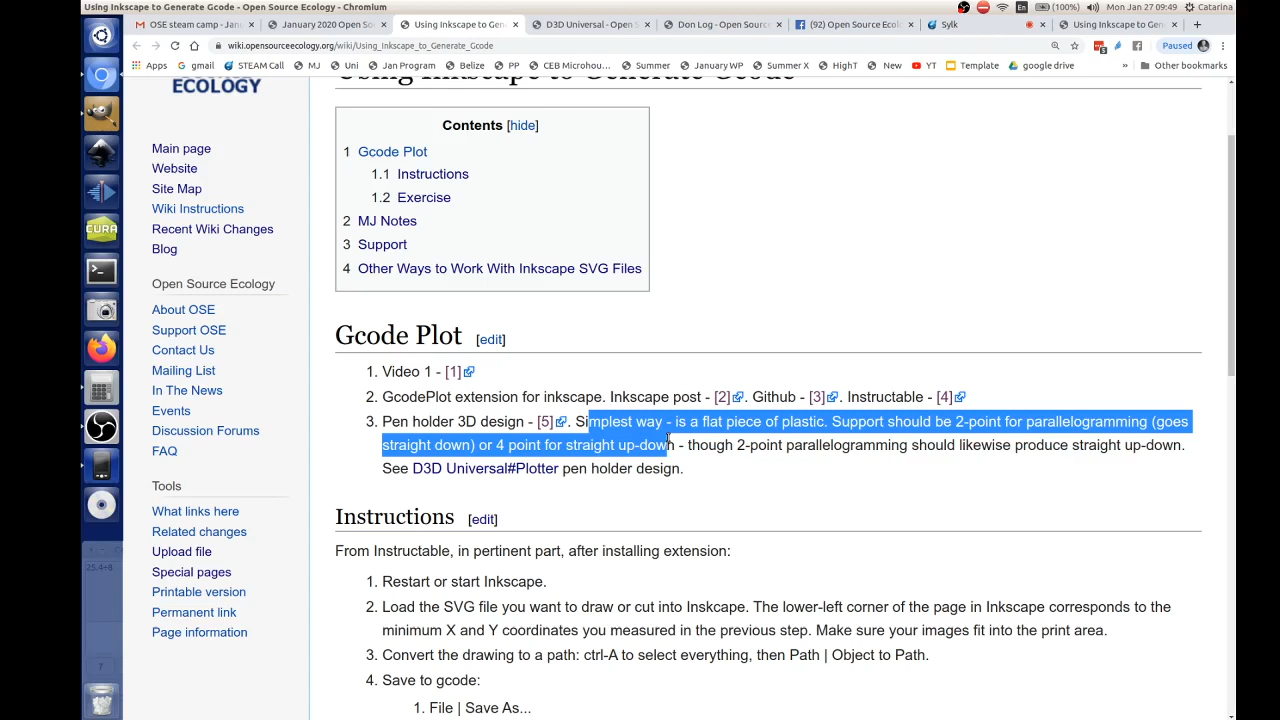 Using Inkscape to Generate Gcode - Open Source Ecology - Chromium
En (100%) Mon Jan 27 09:49 Catarina
OSE steam camp - Janu
January 2020 Open So
Using Inkscape to Gen
D3D Universal - Open S
Don Log - Open Source
(92) Open Source Ecol
Sylk
Using Inkscape to Gen
wiki.opensourceecology.org/wiki/Using_Inkscape_to_Generate_Gcode
Paused
Apps gmail STEAM Call MJ Uni Jan Program Belize PP CEB Microhou... Summer January WP Summer X HighT New YT Template google drive » Other bookmarks
Using Inkscape to Generate Gcode
ECOLOGY
Main page
Website
Site Map
Wiki Instructions
Recent Wiki Changes
Blog
Open Source Ecology
About OSE
Support OSE
Contact Us
Mailing List
In The News
Events
Discussion Forums
FAQ
Tools
What links here
Related changes
Upload file
Special pages
Printable version
Permanent link
Page information
Contents [hide]
1 Gcode Plot
1.1 Instructions
1.2 Exercise
2 MJ Notes
3 Support
4 Other Ways to Work With Inkscape SVG Files
Gcode Plot [edit]
1. Video 1 - [1]
2. GcodePlot extension for inkscape. Inkscape post - [2]. Github - [3]. Instructable - [4]
3. Pen holder 3D design - [5]. Simplest way - is a flat piece of plastic. Support should be 2-point for parallelogramming (goes
straight down) or 4 point for straight up-down - though 2-point parallelogramming should likewise produce straight up-down.
See D3D Universal#Plotter pen holder design.
Instructions [edit]
From Instructable, in pertinent part, after installing extension:
1. Restart or start Inkscape.
2. Load the SVG file you want to draw or cut into Inskcape. The lower-left corner of the page in Inkscape corresponds to the
minimum X and Y coordinates you measured in the previous step. Make sure your images fit into the print area.
3. Convert the drawing to a path: ctrl-A to select everything, then Path | Object to Path.
4. Save to gcode:
1. File | Save As...
CURA
25.4÷8
7